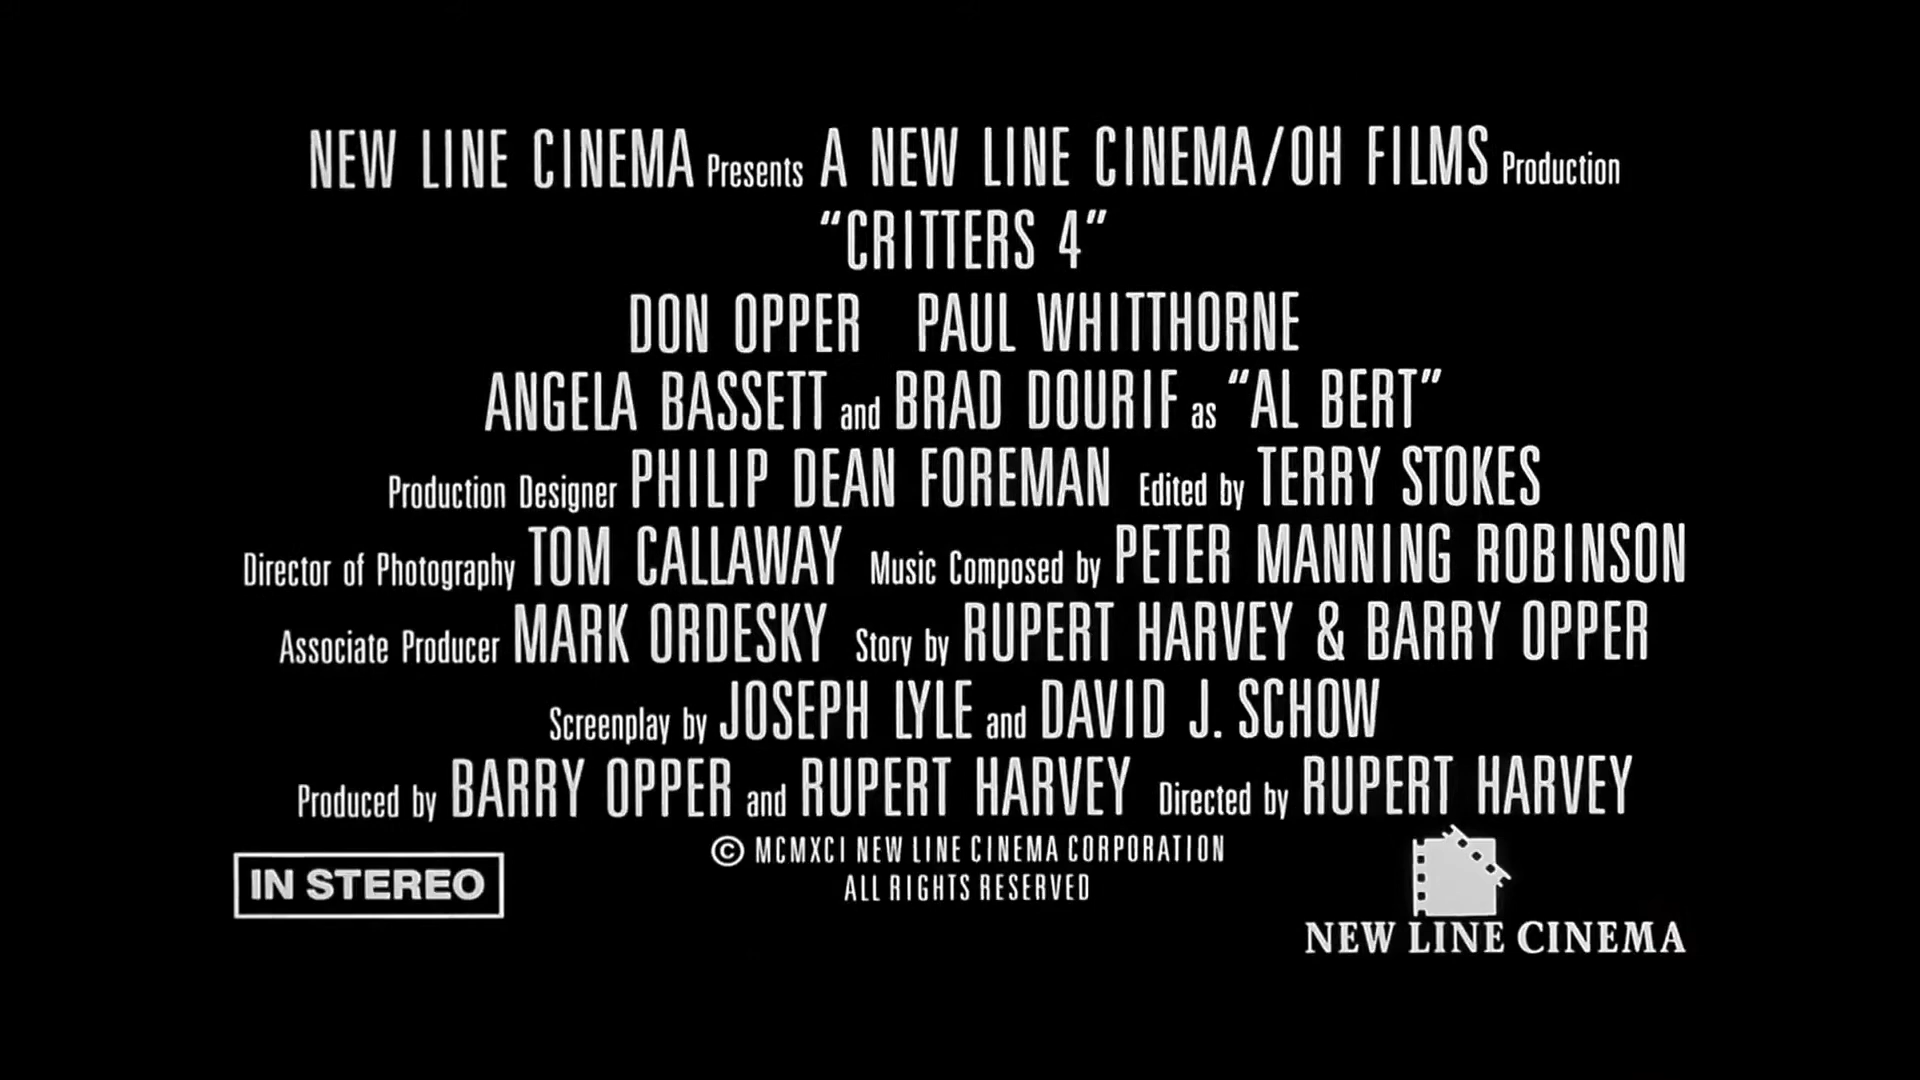 NEW LINE CINEMA Presents A NEW LINE CINEMA/OH FILMS Production
“CRITTERS 4”
DON OPPER PAUL WHITTHORNE
ANGELA BASSETT and BRAD DOURIF as “AL BERT”
Production Designer PHILIP DEAN FOREMAN Edited by TERRY STOKES
Director of Photography TOM CALLAWAY Music Composed by PETER MANNING ROBINSON
Associate Producer MARK ORDESKY Story by RUPERT HARVEY & BARRY OPPER
Screenplay by JOSEPH LYLE and DAVID J. SCHOW
Produced by BARRY OPPER and RUPERT HARVEY Directed by RUPERT HARVEY
© MCMXCI NEW LINE CINEMA CORPORATION
ALL RIGHTS RESERVED
IN STEREO
NEW LINE CINEMA